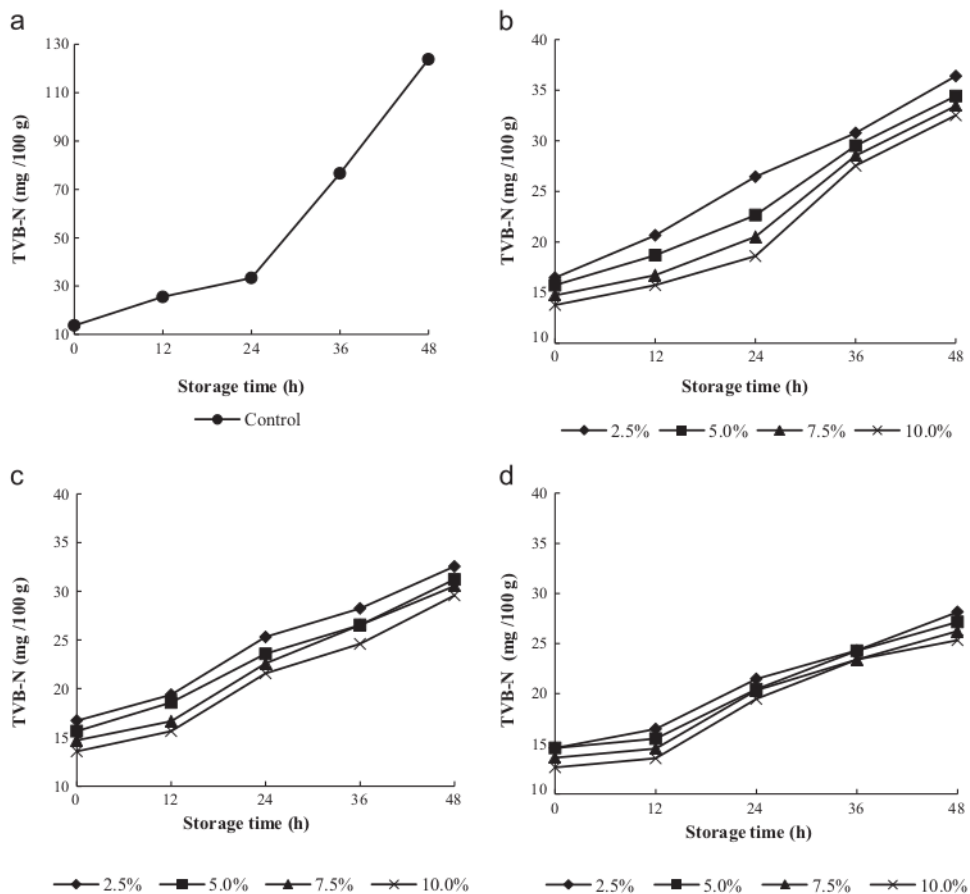 a
TVB-N (mg /100 g)
130
110
90
70
50
30
10
0 12 24 36 48
Storage time (h)
Control
b
TVB-N (mg /100 g)
40
35
30
25
20
15
10
0 12 24 36 48
Storage time (h)
2.5% 5.0% 7.5% 10.0%
c
TVB-N (mg /100 g)
40
35
30
25
20
15
10
0 12 24 36 48
Storage time (h)
2.5% 5.0% 7.5% 10.0%
d
TVB-N (mg /100 g)
40
35
30
25
20
15
10
0 12 24 36 48
Storage time (h)
2.5% 5.0% 7.5% 10.0%